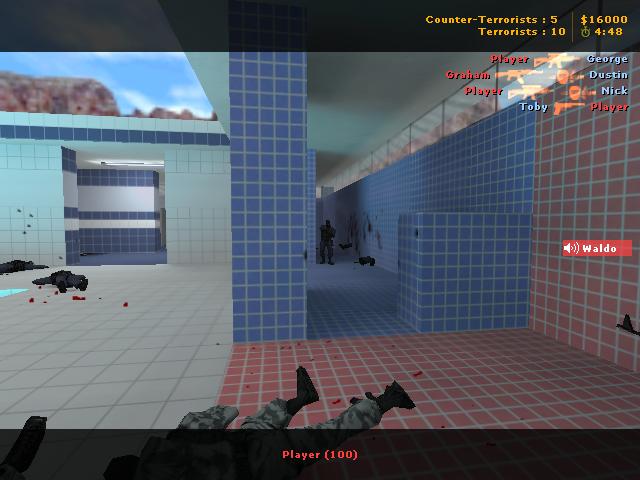 Counter-Terrorists : 5 $16000
Terrorists : 10 4:48
Player George
Graham Dustin
Player Nick
Toby Player
Waldo
Player (100)